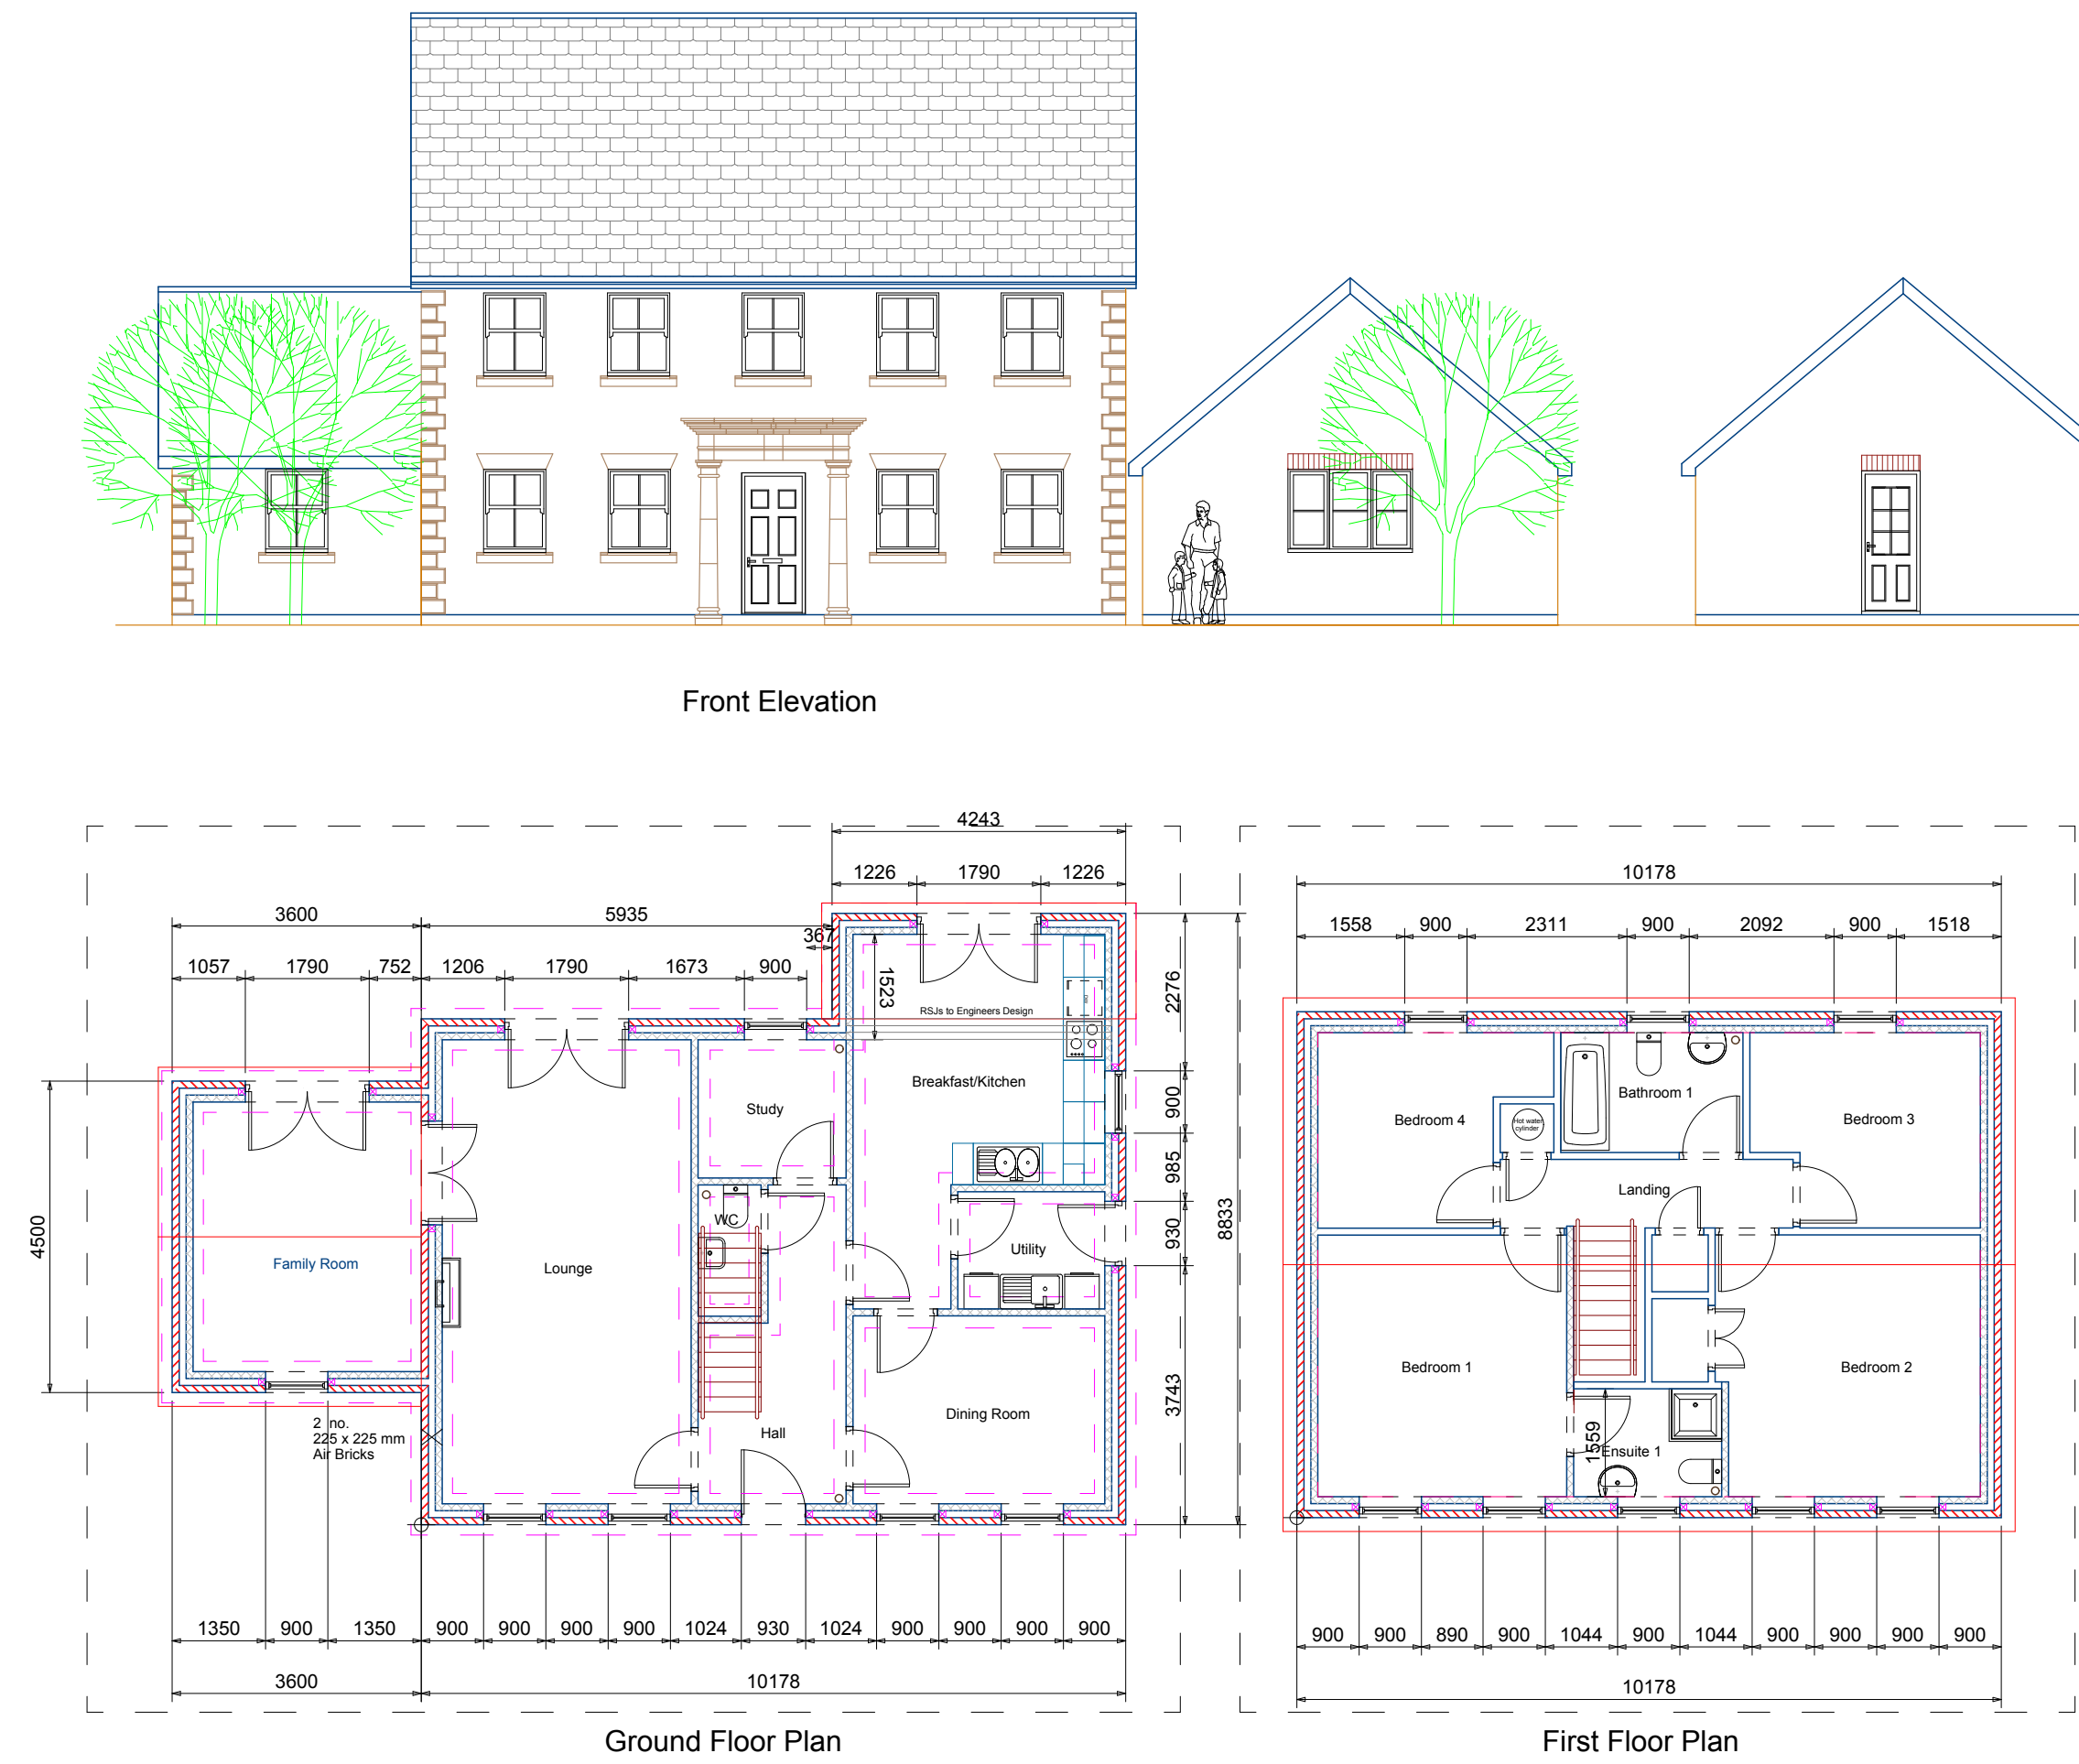 Front Elevation
4243
1226 1790 1226
3600 5935
367
1057 1790 752 1206 1790 1673 900
1523
2276
RSJs to Engineers Design
Breakfast/Kitchen
Study
900
985
WC
4500
930
8833
Utility
Family Room
Lounge
3743
Dining Room
2 no.
225 x 225 mm
Air Bricks
Hall
1350 900 1350 900 900 900 900 1024 930 1024 900 900 900 900
3600 10178
Ground Floor Plan
10178
1558 900 2311 900 2092 900 1518
Bathroom 1
Bedroom 4
Hot water
cylinder
Bedroom 3
Landing
Bedroom 1
Bedroom 2
1559
Ensuite 1
900 900 890 900 1044 900 1044 900 900 900 900
10178
First Floor Plan